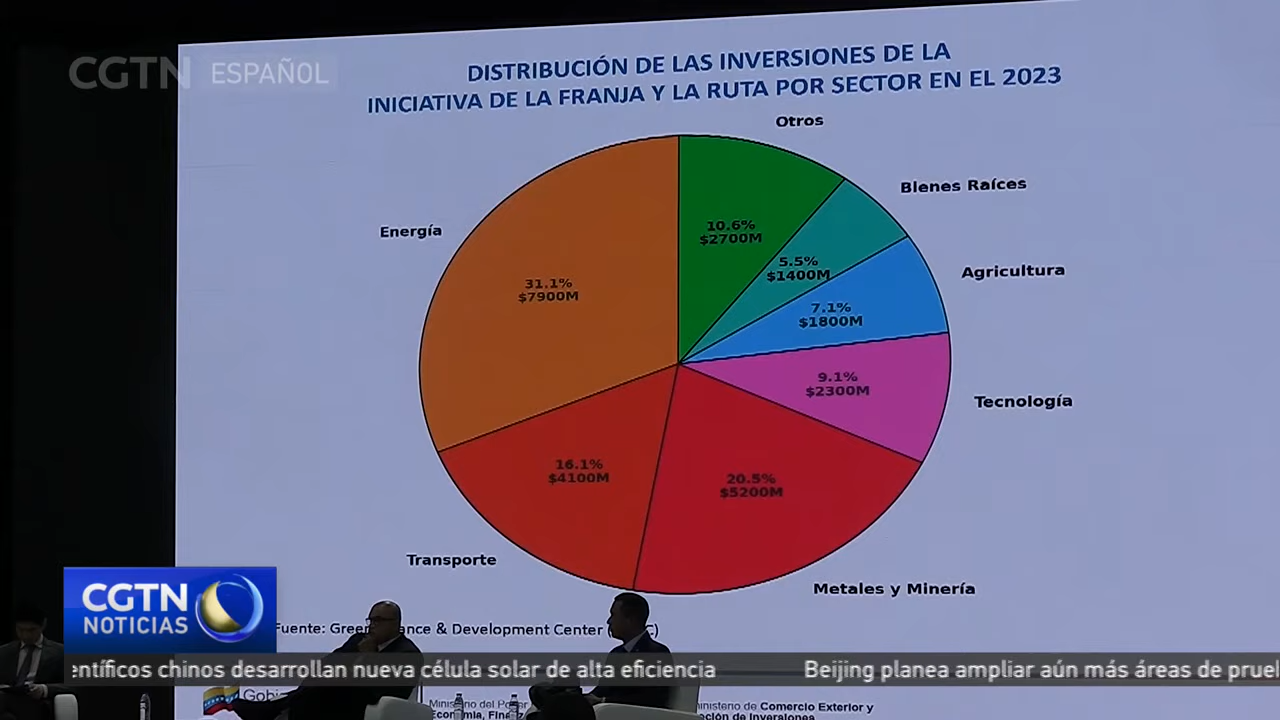 CGTN ESPAÑOL
DISTRIBUCIÓN DE LAS INVERSIONES DE LA
INICIATIVA DE LA FRANJA Y LA RUTA POR SECTOR EN EL 2023
Otros
10.6%
$2700M
Bienes Raíces
5.5%
$1400M
Agricultura
7.1%
$1800M
Tecnología
9.1%
$2300M
Metales y Minería
20.5%
$5200M
Transporte
16.1%
$4100M
Energía
31.1%
$7900M
CGTN
NOTICIAS
Fuente: & Development Center
entíficos chinos desarrollan nueva célula solar de alta eficiencia
Beijing planea ampliar aún más áreas de
del
Comercio Exterior y